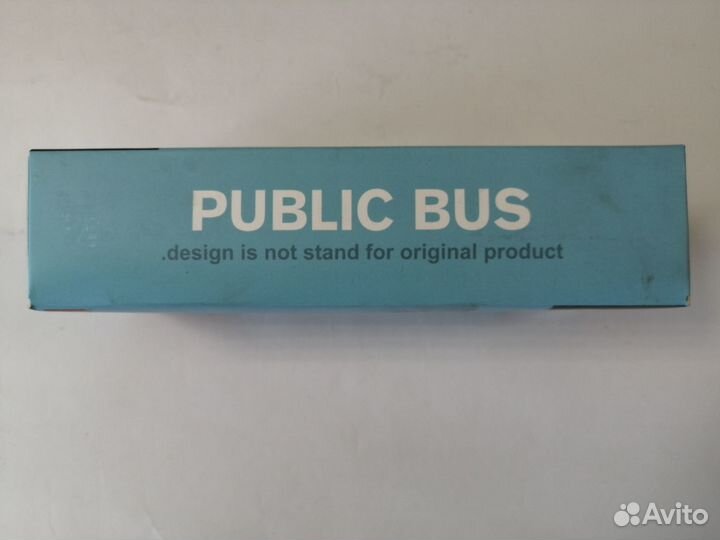 PUBLIC BUS
.design is not stand for original product
Avito